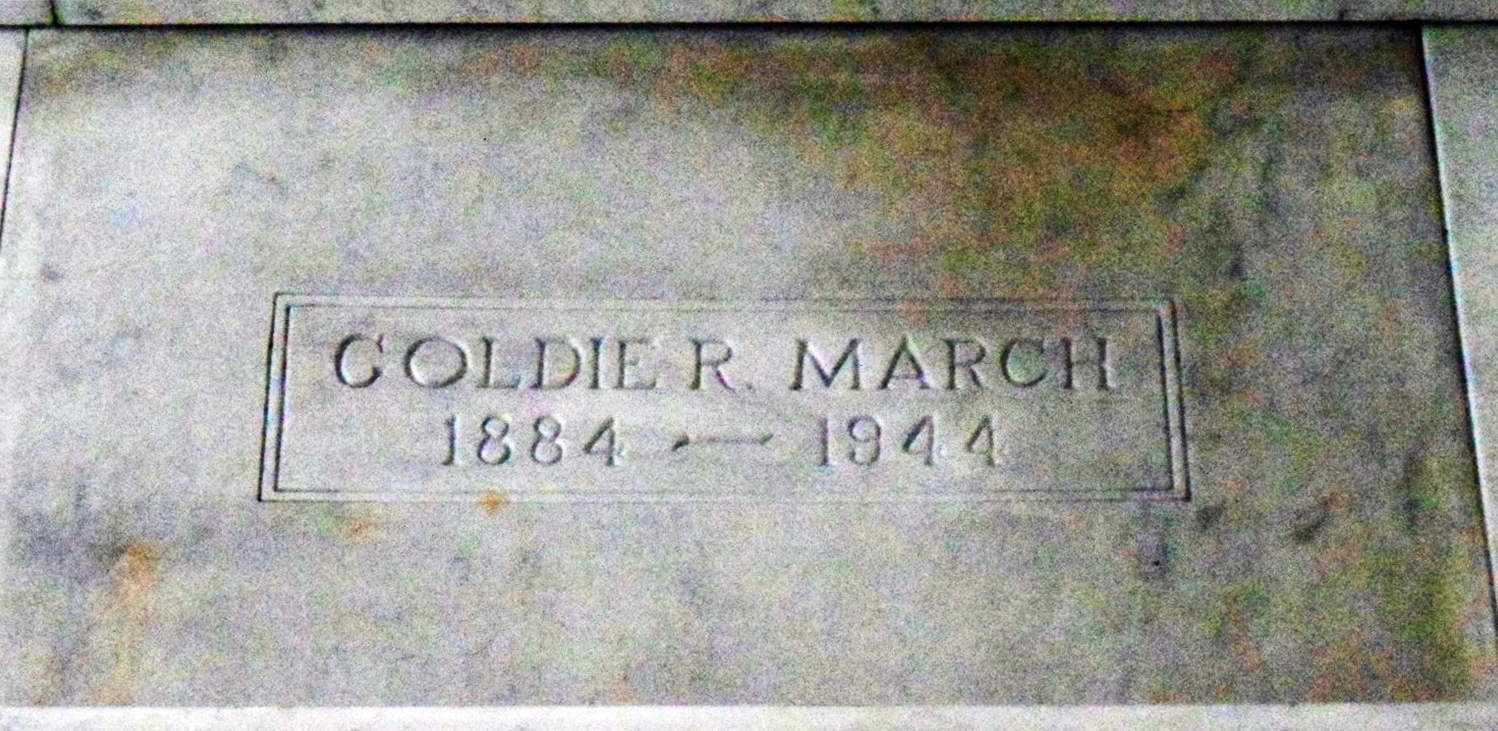 GOLDIE R. MARCH
1884 — 1944